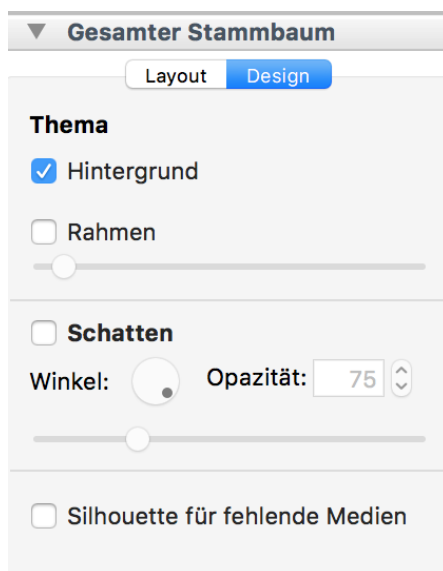 Gesamter Stammbaum
Layout Design
Thema
Hintergrund
Rahmen
Schatten
Winkel: Opazität: 75
Silhouette für fehlende Medien